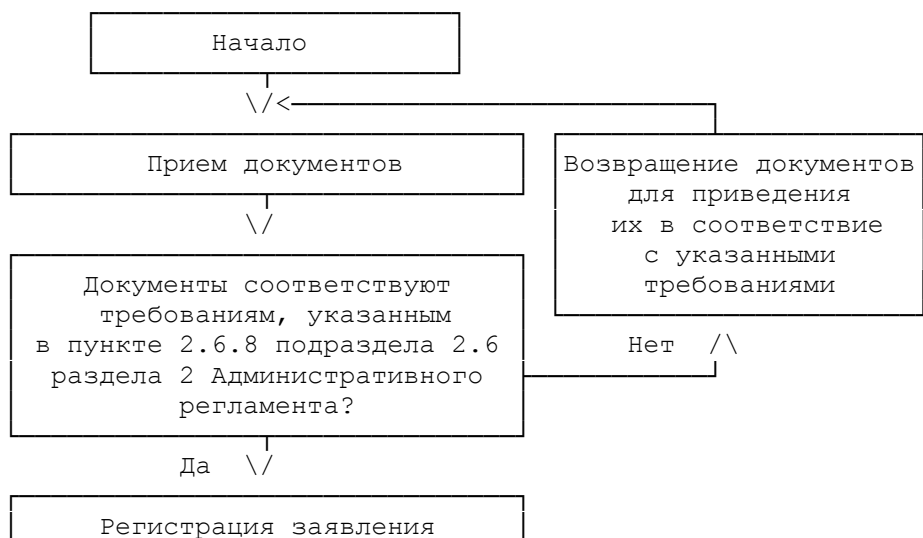 Начало
Прием документов
Возвращение документов
для приведения
их в соответствие
с указанными
требованиями
Документы соответствуют
требованиям, указанным
в пункте 2.6.8 подраздела 2.6
раздела 2 Административного
регламента?
Нет
Да
Регистрация заявления